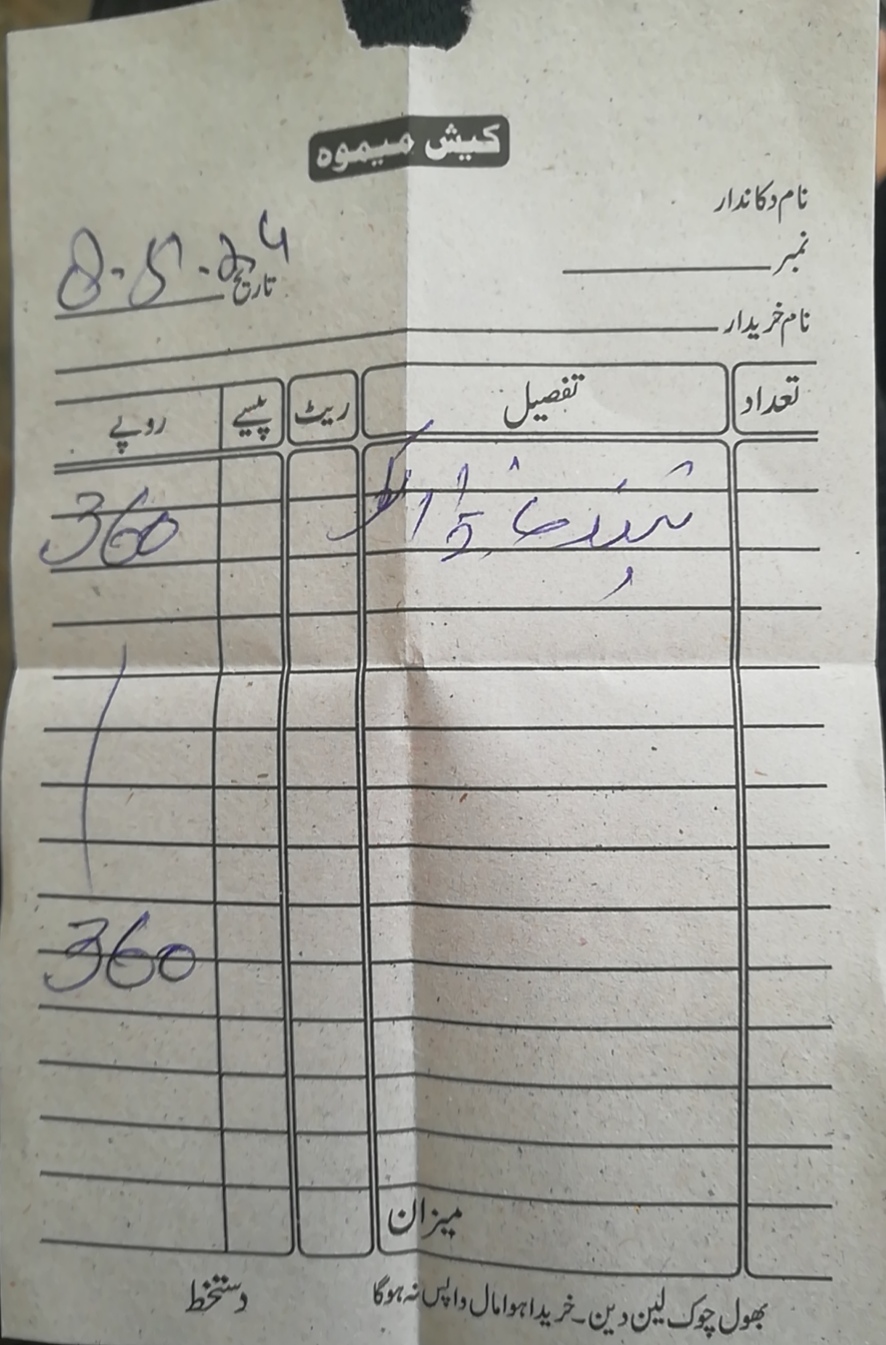 کیش میموہ
نام دکاندار
نمبر
تاریخ 8-5-24
نام خریدار
تعداد تفصیل ریٹ پیسے روپے
360
360
میزان
بھول چوک لین دین۔خریدا ہوا مال واپس نہ ہوگا
دستخط